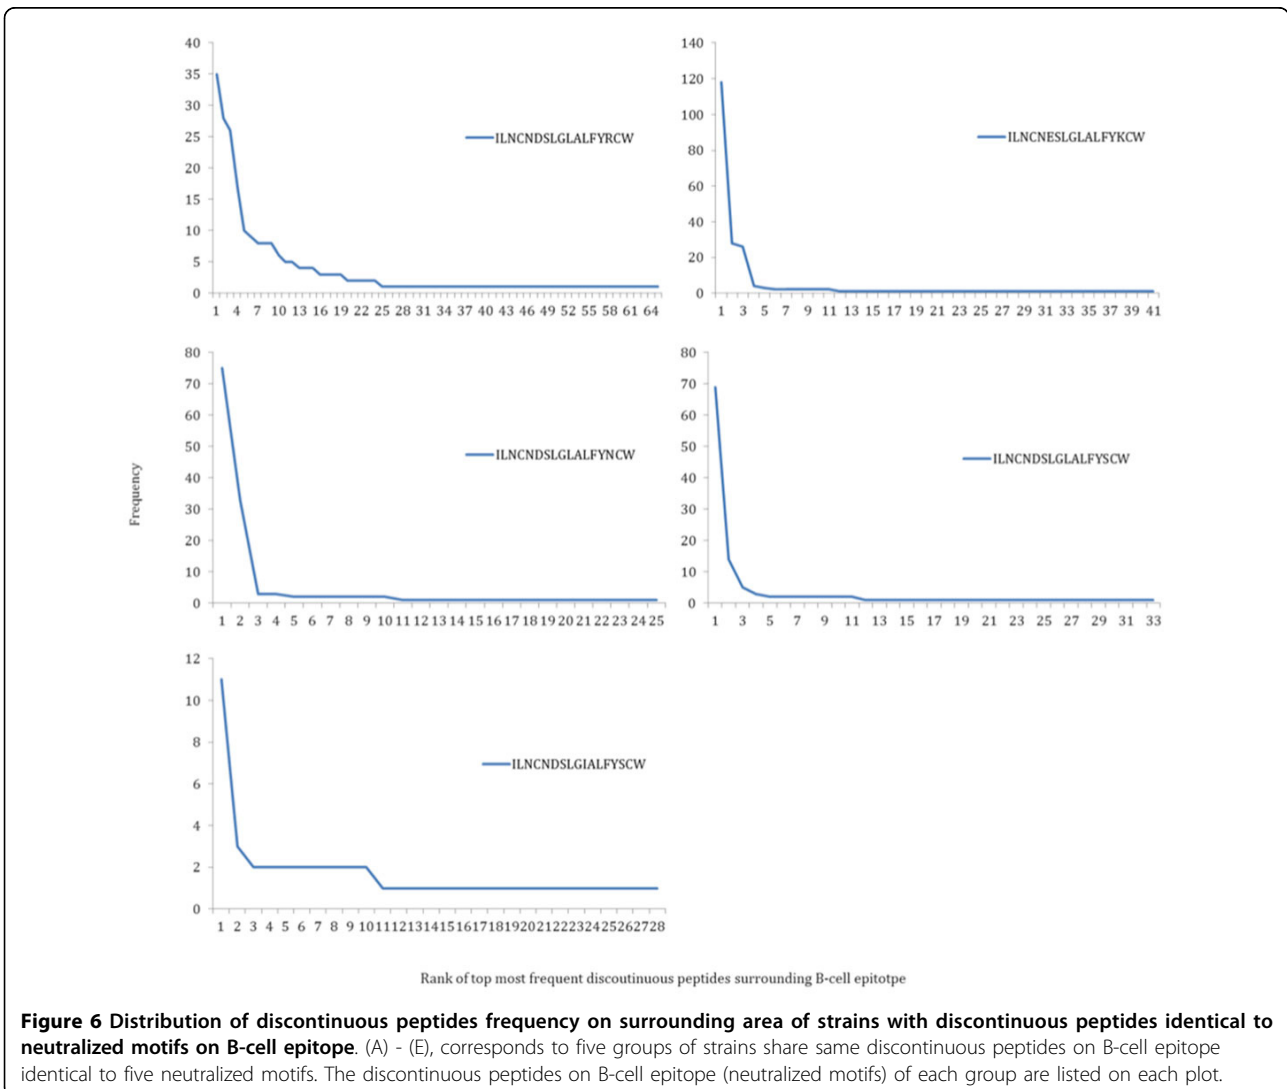 40
35
30
25
20
15
10
5
0
ILNCNDSLGLALFYRCW
1 4 7 10 13 16 19 22 25 28 31 34 37 40 43 46 49 52 55 58 61 64
140
120
100
80
60
40
20
0
ILNCNESLGLALFYKCW
1 3 5 7 9 11 13 15 17 19 21 23 25 27 29 31 33 35 37 39 41
80
70
60
50
40
30
20
10
0
ILNCNDSLGLALFYNCW
1 2 3 4 5 6 7 8 9 10 11 12 13 14 15 16 17 18 19 20 21 22 23 24 25
80
70
60
50
40
30
20
10
0
ILNCNDSLGLALFYSCW
1 3 5 7 9 11 13 15 17 19 21 23 25 27 29 31 33
Frequency
12
10
8
6
4
2
0
ILNCNDSLGIALFYSCW
1 2 3 4 5 6 7 8 9 10 11 12 13 14 15 16 17 18 19 20 21 22 23 24 25 26 27 28
Rank of top most frequent discoutinuous peptides surrounding B-cell epitotpe
Figure 6 Distribution of discontinuous peptides frequency on surrounding area of strains with discontinuous peptides identical to
neutralized motifs on B-cell epitope. (A) - (E), corresponds to five groups of strains share same discontinuous peptides on B-cell epitope
identical to five neutralized motifs. The discontinuous peptides on B-cell epitope (neutralized motifs) of each group are listed on each plot.